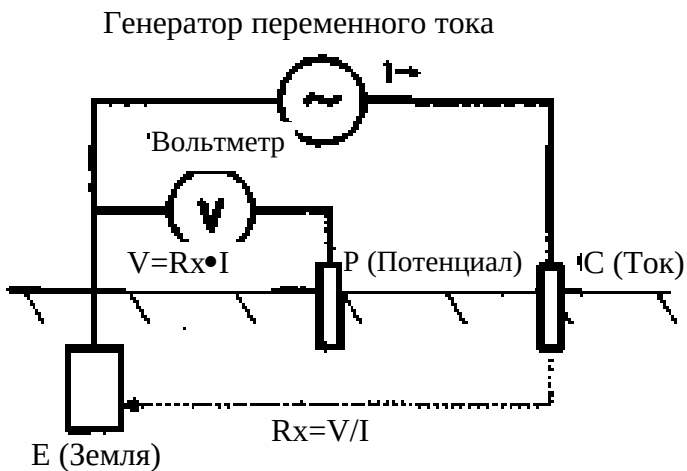 Генератор переменного тока
I→
~
Вольтметр
V
V=Rx•I
P (Потенциал)
C (Ток)
Rx=V/I
E (Земля)